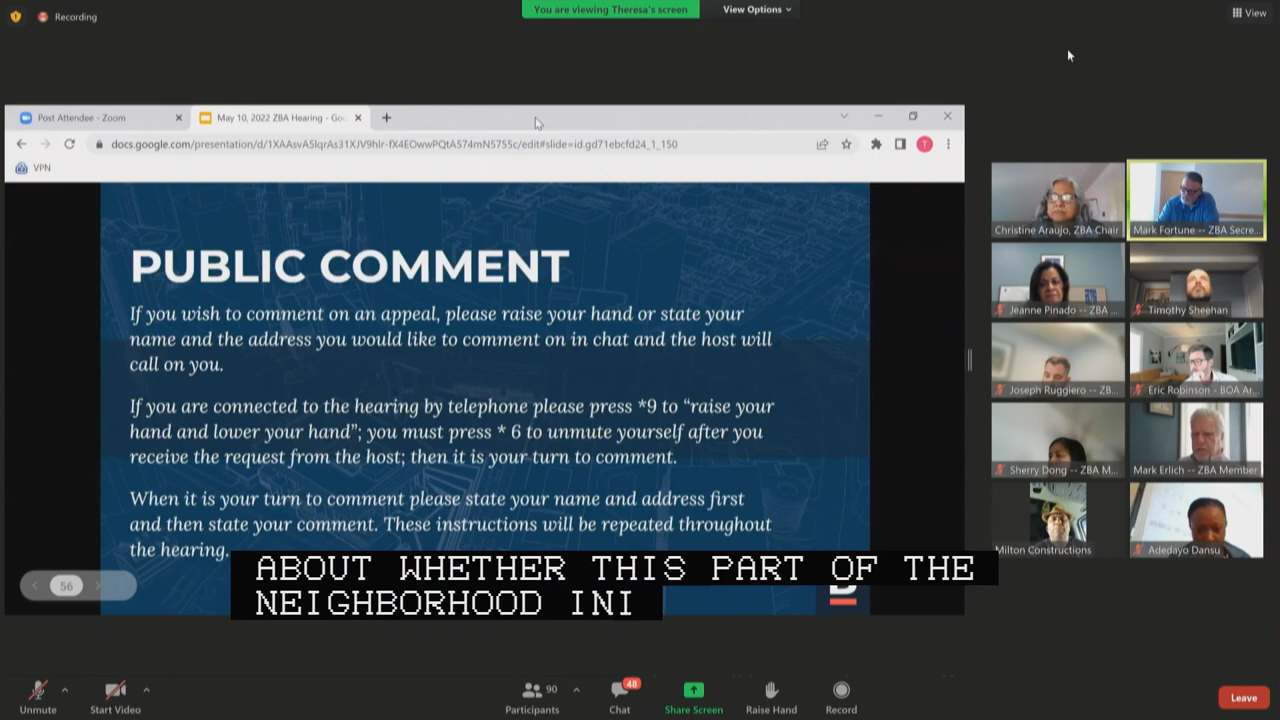 Recording
You are viewing Theresa's screen
View Options
View
Post Attendee - Zoom
May 10, 2022 ZBA Hearing - Goo
docs.google.com/presentation/d/1XAAsvA5lqrAs31XJV9hIr-fX4EOwwPQtA574mN5755c/edit#slide=id.gd71ebcfd24_1_150
T
VPN
PUBLIC COMMENT
If you wish to comment on an appeal, please raise your hand or state your
name and the address you would like to comment on in chat and the host will
call on you.
If you are connected to the hearing by telephone please press *9 to “raise your
hand and lower your hand”; you must press * 6 to unmute yourself after you
receive the request from the host; then it is your turn to comment.
When it is your turn to comment please state your name and address first
and then state your comment. These instructions will be repeated throughout
the hearing.
56
ABOUT WHETHER THIS PART OF THE
NEIGHBORHOOD INI
Christine Araujo, ZBA Chair
Mark Fortune -- ZBA Secre...
Jeanne Pinado -- ZBA ...
Timothy Sheehan
Joseph Ruggiero -- ZB...
Eric Robinson - BOA Ar...
Sherry Dong -- ZBA M...
Mark Erlich -- ZBA Member
Milton Constructions
Adedayo Dansu
Unmute
Start Video
90
Participants
48
Chat
Share Screen
Raise Hand
Record
Leave